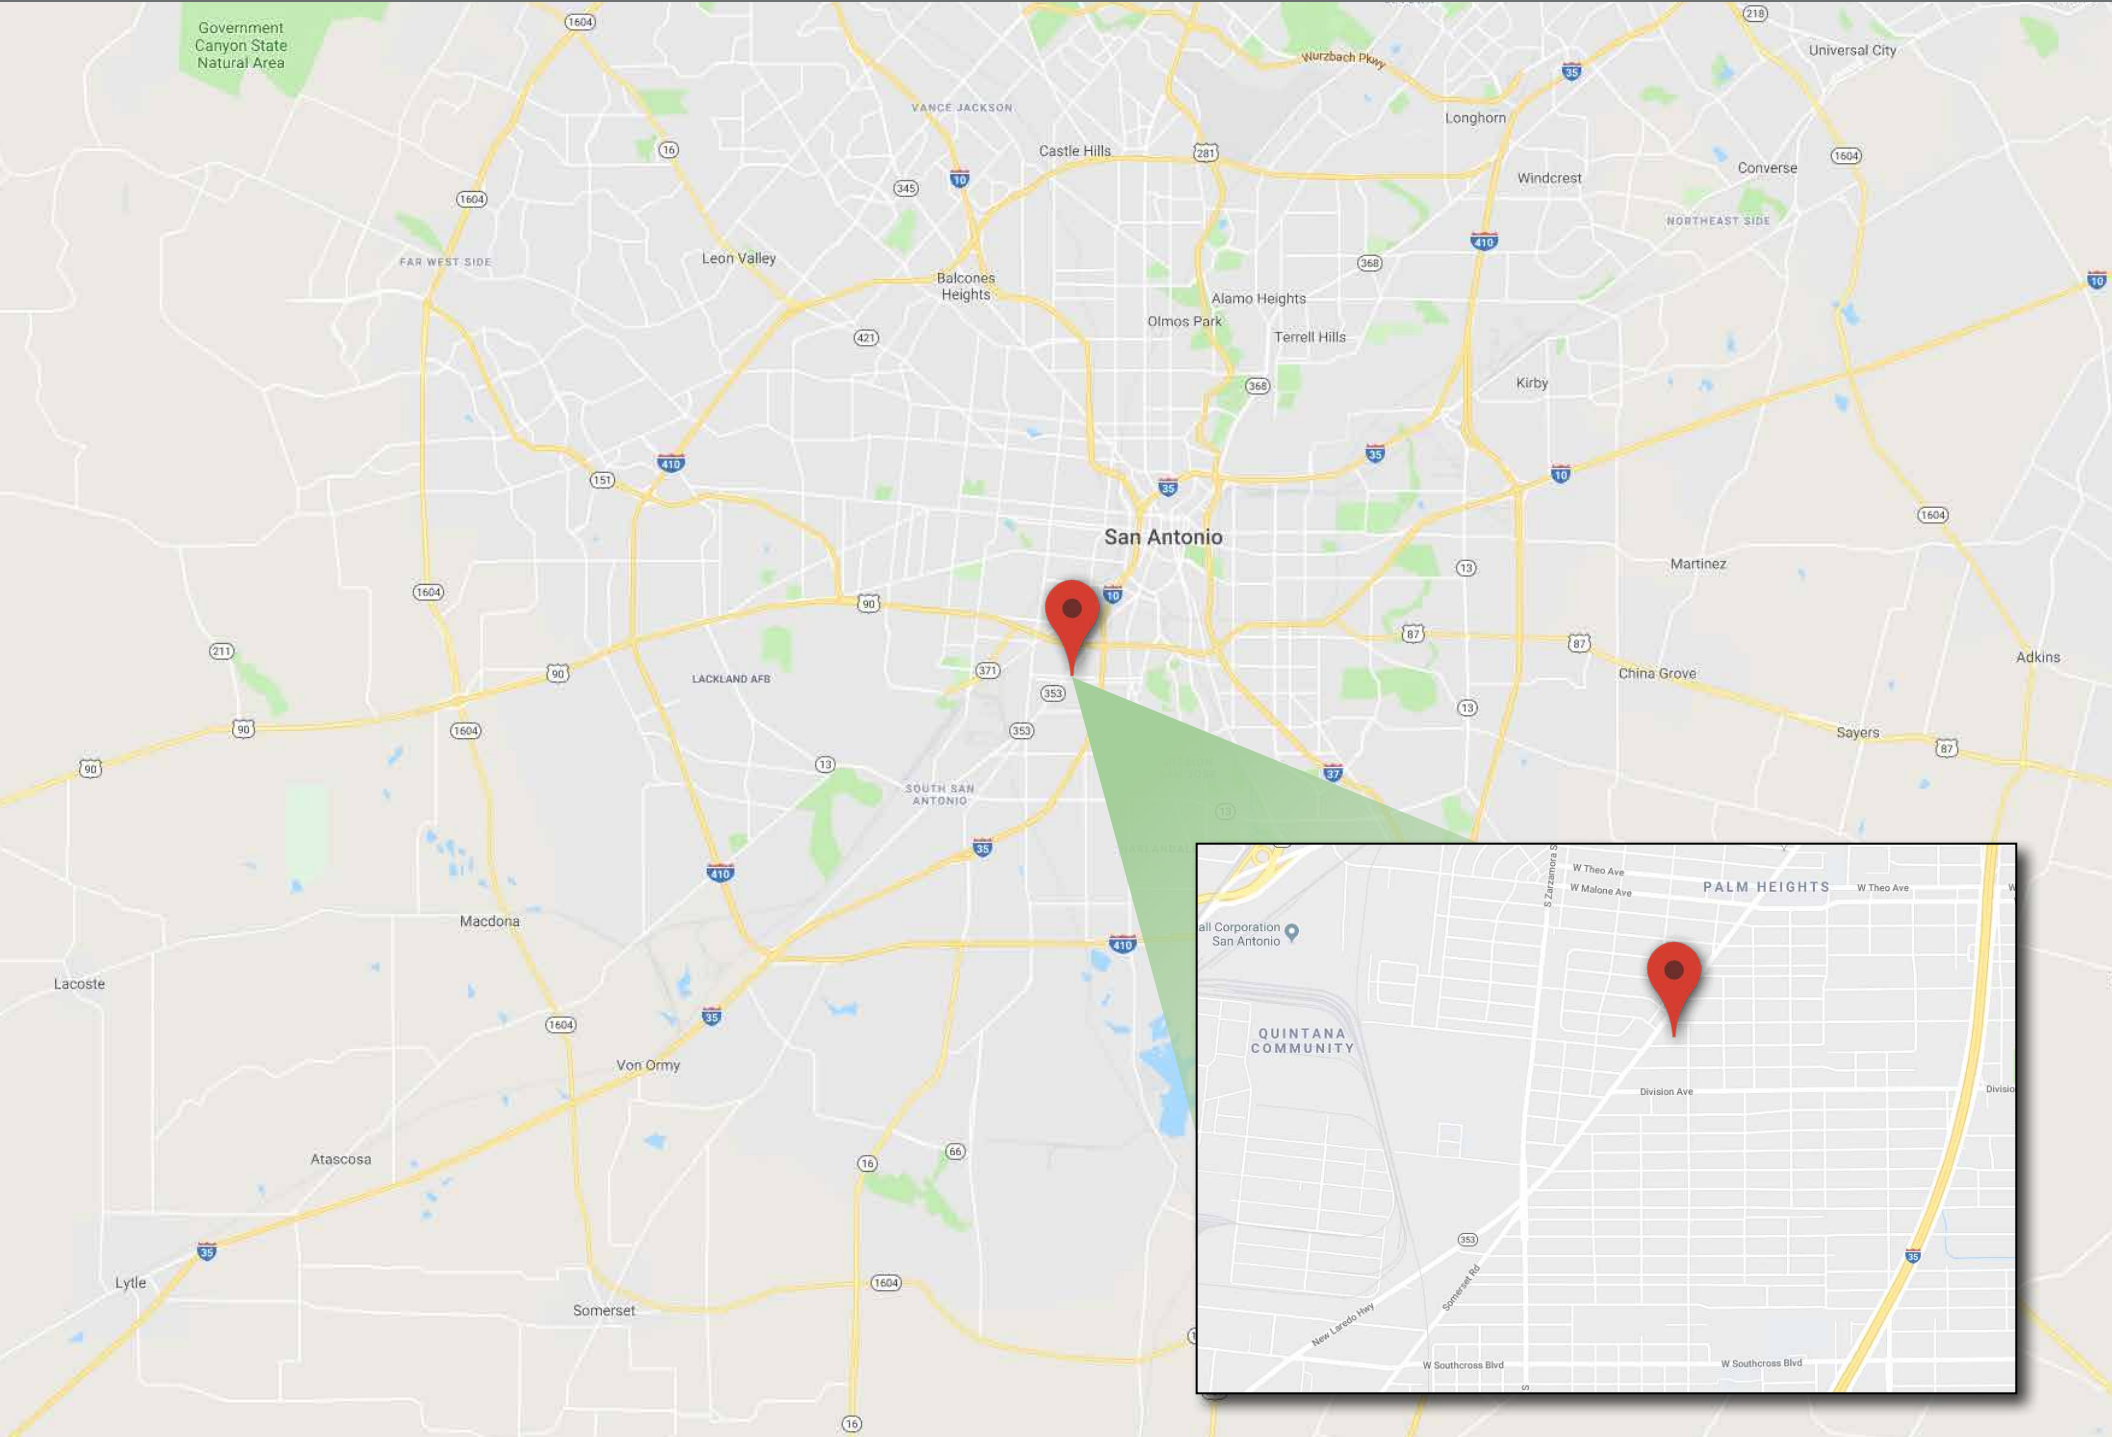 Government
Canyon State
Natural Area
1604
218
Universal City
Wurzbach Pkwy
35
VANCE JACKSON
Longhorn
16
Castle Hills
281
1604
Converse
345
10
Windcrest
1604
NORTHEAST SIDE
FAR WEST SIDE
Leon Valley
410
368
Balcones
Heights
10
Alamo Heights
Olmos Park
421
Terrell Hills
368
Kirby
410
151
35
10
35
1604
San Antonio
13
Martinez
1604
10
90
87
87
211
Adkins
90
LACKLAND AFB
371
China Grove
353
13
90
1604
353
Sayers
87
90
13
37
SOUTH SAN
ANTONIO
13
35
410
Macdona
410
Lacoste
35
1604
Von Ormy
Atascosa
16
66
35
Lytle
1604
Somerset
16
W Theo Ave
W Malone Ave
S Zarzamora S
PALM HEIGHTS
W Theo Ave
W
all Corporation
San Antonio
QUINTANA
COMMUNITY
Division Ave
Divisio
353
35
Somerset Rd
New Laredo Hwy
W Southcross Blvd
W Southcross Blvd
S